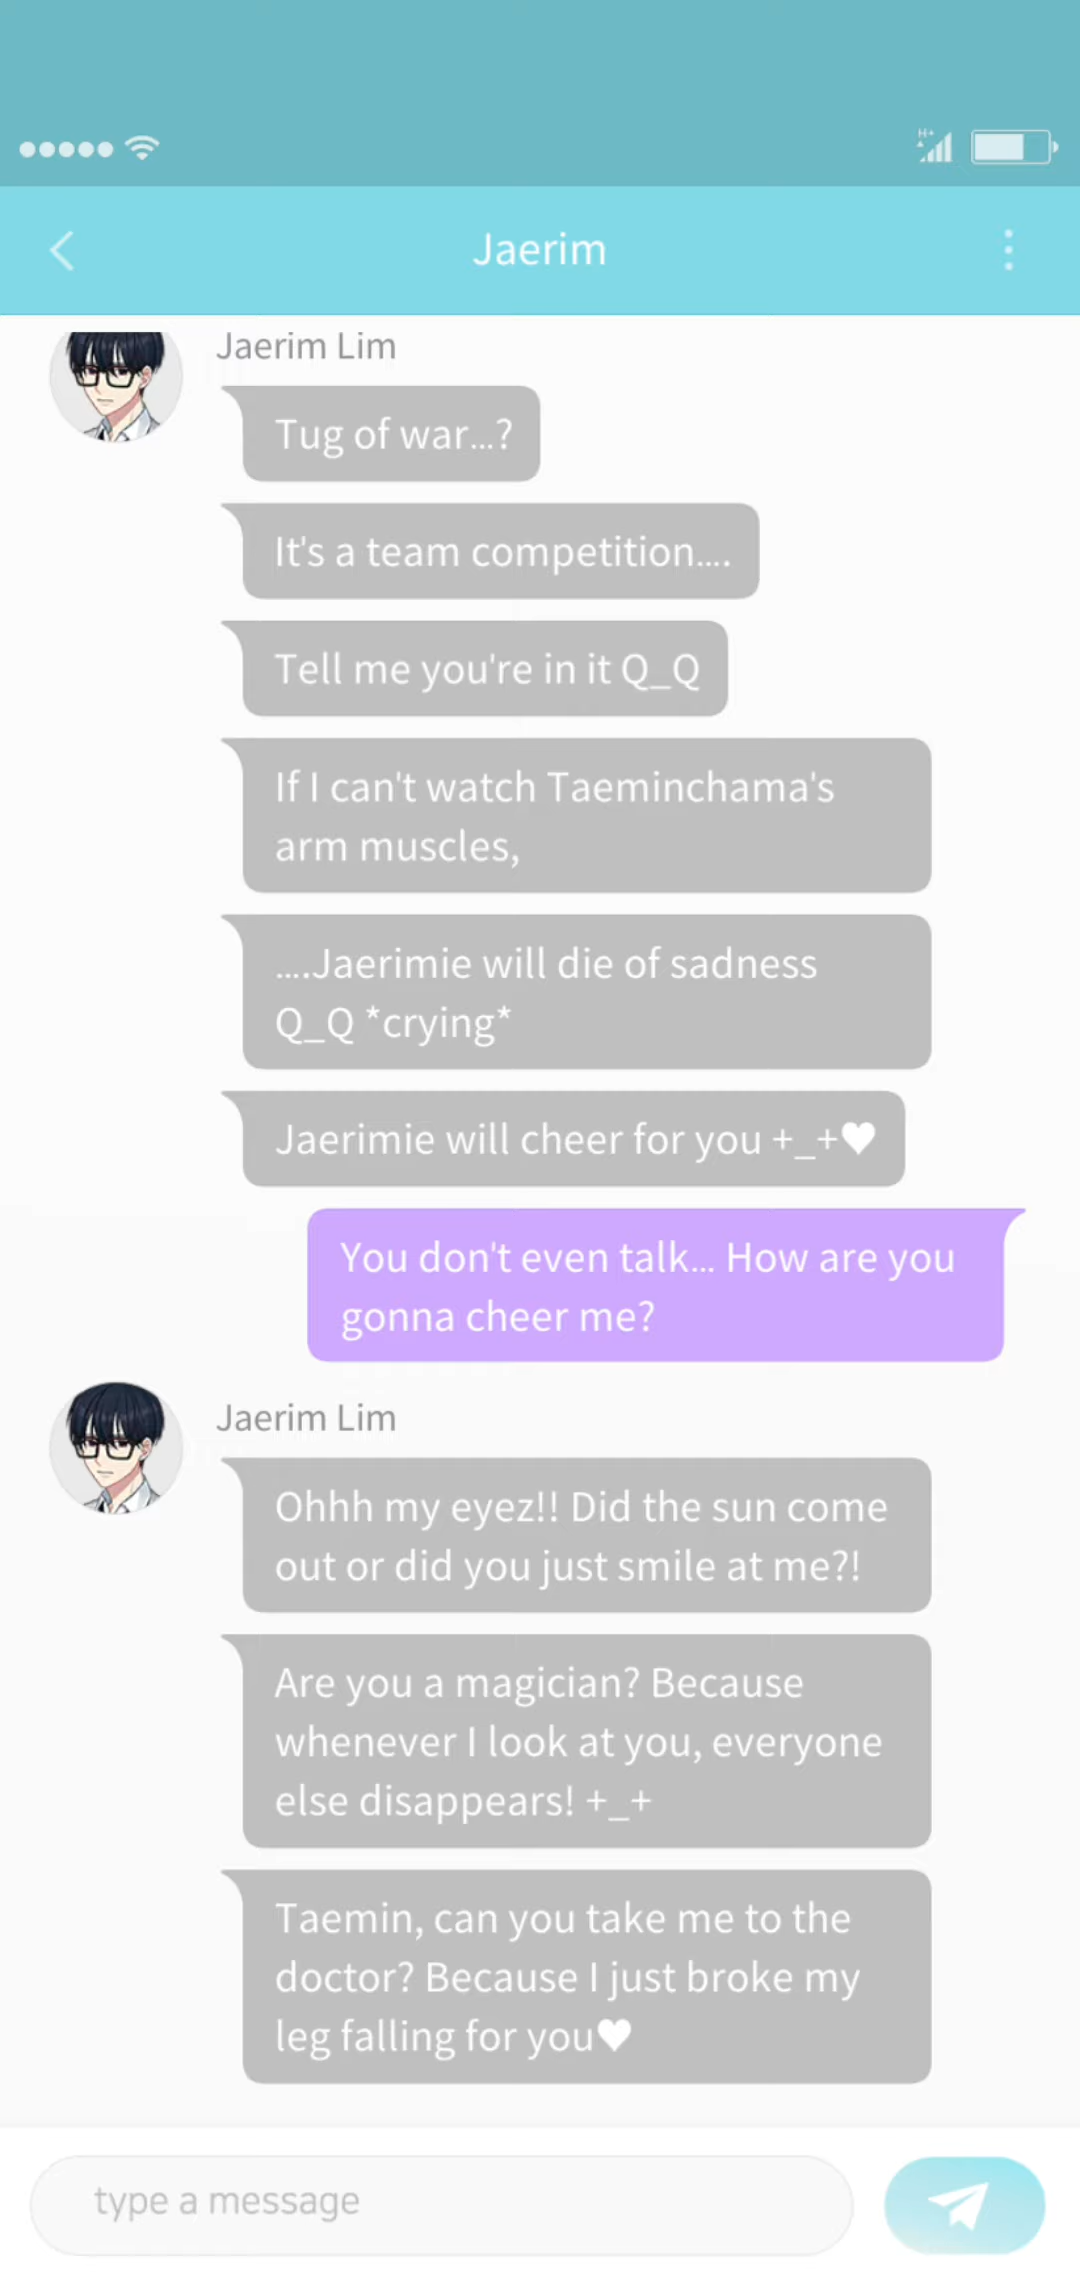 H+
Jaerim
Jaerim Lim
Tug of war...?
It's a team competition....
Tell me you're in it Q_Q
If I can't watch Taeminchama's
arm muscles,
....Jaerimie will die of sadness
Q_Q *crying*
Jaerimie will cheer for you +_+♥
You don't even talk... How are you
gonna cheer me?
Jaerim Lim
Ohhh my eyez!! Did the sun come
out or did you just smile at me?!
Are you a magician? Because
whenever I look at you, everyone
else disappears! +_+
Taemin, can you take me to the
doctor? Because I just broke my
leg falling for you♥
type a message